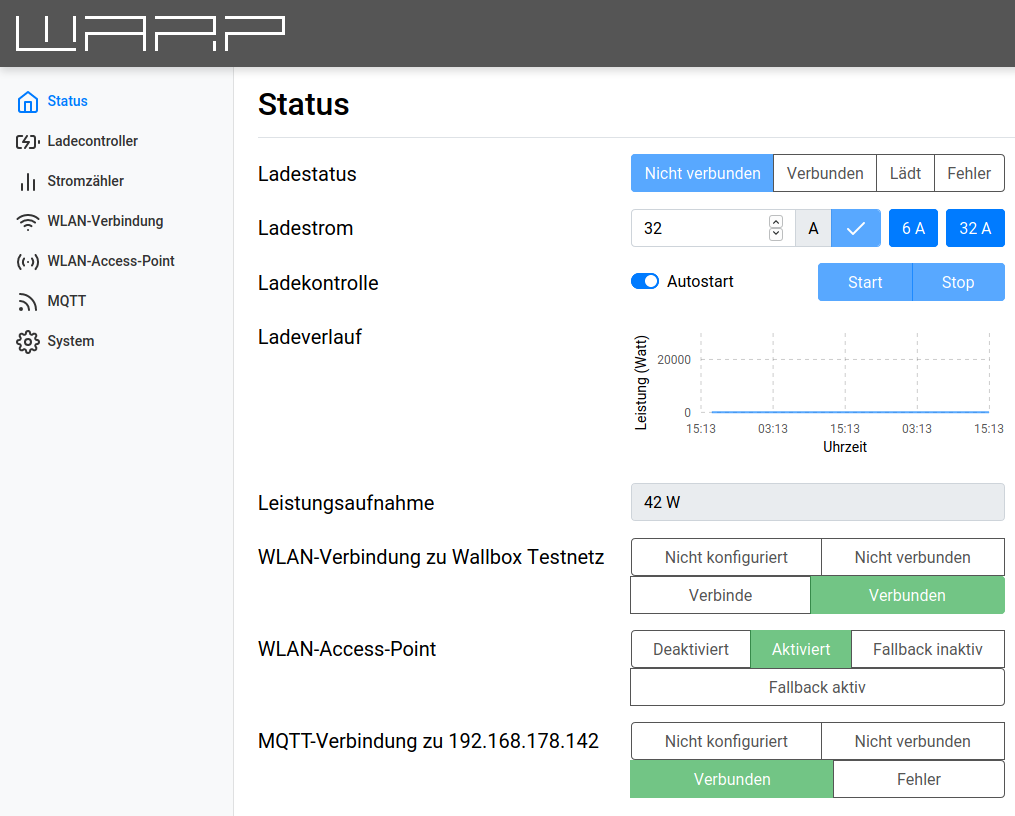 WARP
Status
Ladecontroller
Stromzähler
WLAN-Verbindung
WLAN-Access-Point
MQTT
System
Status
Ladestatus Nicht verbunden Verbunden Lädt Fehler
Ladestrom 32 A 6 A 32 A
Ladekontrolle Autostart Start Stop
Ladeverlauf
Leistung (Watt)
20000
0
15:13 03:13 15:13 03:13 15:13
Uhrzeit
Leistungsaufnahme 42 W
WLAN-Verbindung zu Wallbox Testnetz Nicht konfiguriert Nicht verbunden
Verbinde Verbunden
WLAN-Access-Point Deaktiviert Aktiviert Fallback inaktiv
Fallback aktiv
MQTT-Verbindung zu 192.168.178.142 Nicht konfiguriert Nicht verbunden
Verbunden Fehler